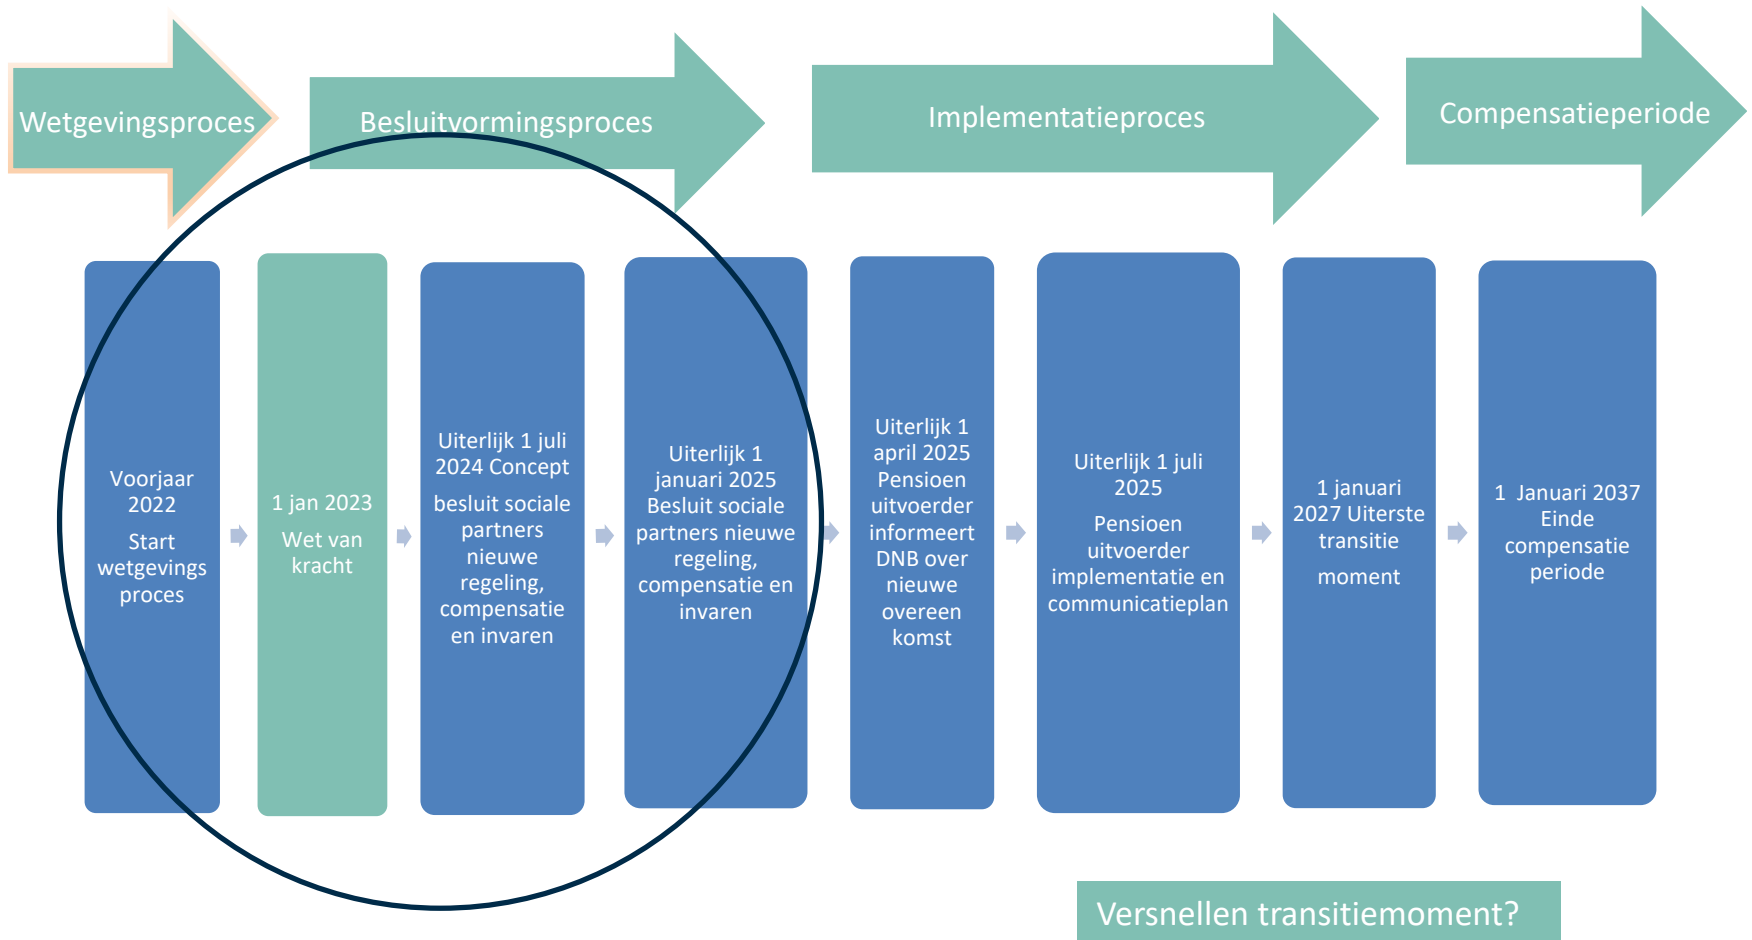 Wetgevingsproces
Besluitvormingsproces
Implementatieproces
Compensatieperiode
Voorjaar
2022
Start
wetgevings
proces
1 jan 2023
Wet van
kracht
Uiterlijk 1 juli
2024 Concept
besluit sociale
partners
nieuwe
regeling,
compensatie
en invaren
Uiterlijk 1
januari 2025
Besluit sociale
partners nieuwe
regeling,
compensatie en
invaren
Uiterlijk 1
april 2025
Pensioen
uitvoerder
informeert
DNB over
nieuwe
overeen
komst
Uiterlijk 1 juli
2025
Pensioen
uitvoerder
implementatie en
communicatieplan
1 januari
2027 Uiterste
transitie
moment
1 Januari 2037
Einde
compensatie
periode
Versnellen transitiemoment?